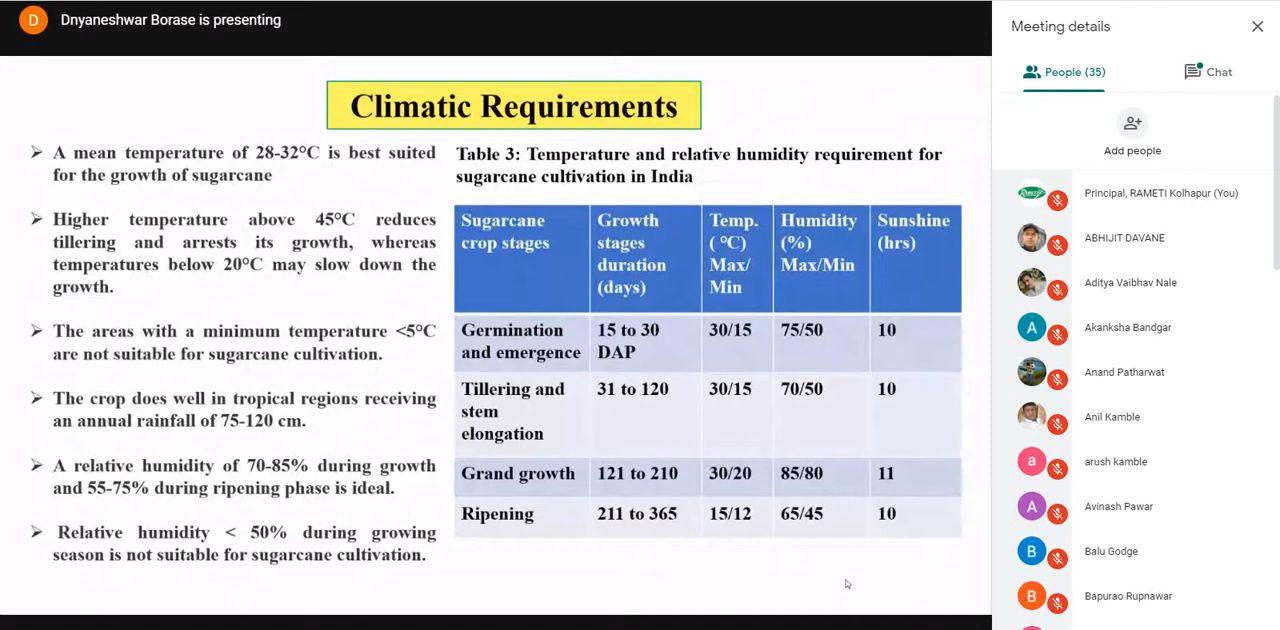 D Dnyaneshwar Borase is presenting
Climatic Requirements
➢ A mean temperature of 28-32°C is best suited
for the growth of sugarcane
➢ Higher temperature above 45°C reduces
tillering and arrests its growth, whereas
temperatures below 20°C may slow down the
growth.
➢ The areas with a minimum temperature <5°C
are not suitable for sugarcane cultivation.
➢ The crop does well in tropical regions receiving
an annual rainfall of 75-120 cm.
➢ A relative humidity of 70-85% during growth
and 55-75% during ripening phase is ideal.
➢ Relative humidity < 50% during growing
season is not suitable for sugarcane cultivation.
Table 3: Temperature and relative humidity requirement for
sugarcane cultivation in India
Sugarcane
crop stages
Growth
stages
duration
(days)
Temp.
( °C)
Max/
Min
Humidity
(%)
Max/Min
Sunshine
(hrs)
Germination
and emergence
15 to 30
DAP
30/15
75/50
10
Tillering and
stem
elongation
31 to 120
30/15
70/50
10
Grand growth
121 to 210
30/20
85/80
11
Ripening
211 to 365
15/12
65/45
10
Meeting details
People (35)
Chat
Add people
Principal, RAMETI Kolhapur (You)
ABHIJIT DAVANE
Aditya Vaibhav Nale
A Akanksha Bandgar
Anand Patharwat
Anil Kamble
a arush kamble
A Avinash Pawar
B Balu Godge
B Bapurao Rupnawar